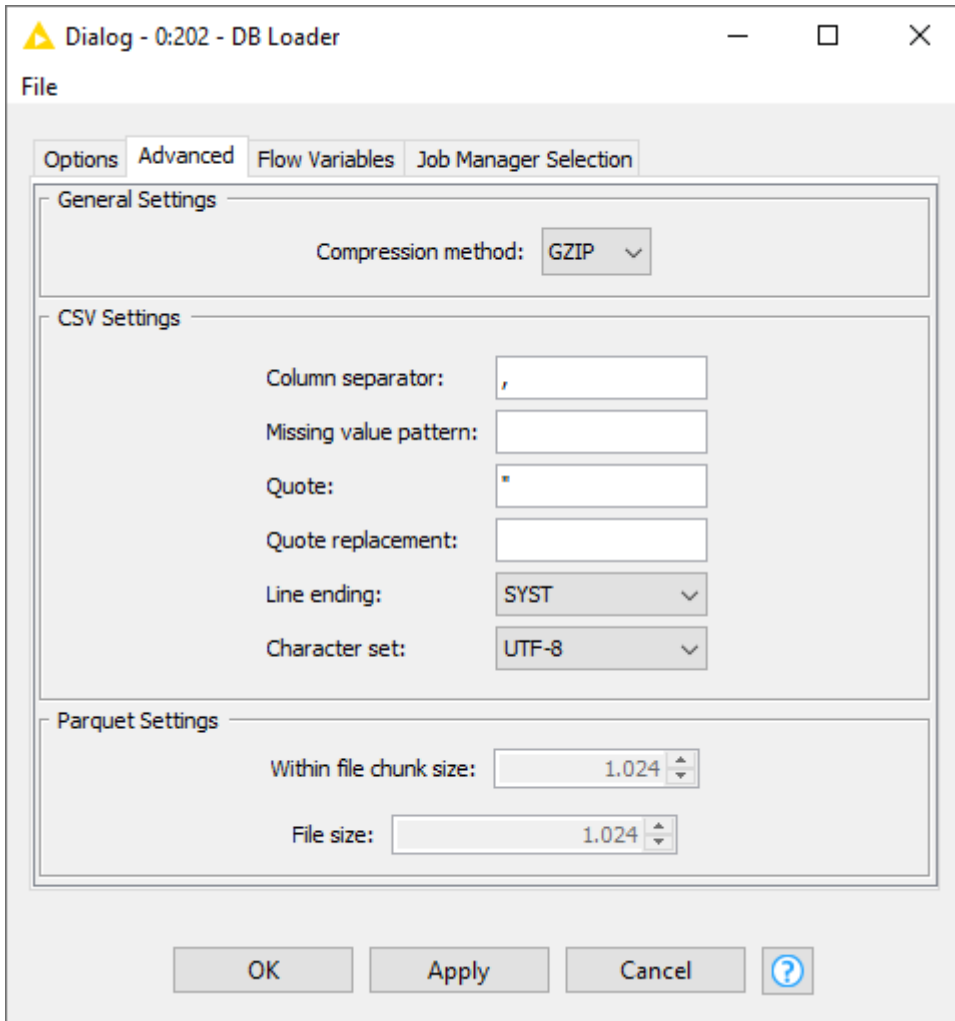 Dialog - 0:202 - DB Loader
File
Options Advanced Flow Variables Job Manager Selection
General Settings
Compression method: GZIP
CSV Settings
Column separator: ,
Missing value pattern:
Quote: "
Quote replacement:
Line ending: SYST
Character set: UTF-8
Parquet Settings
Within file chunk size: 1.024
File size: 1.024
OK Apply Cancel ?